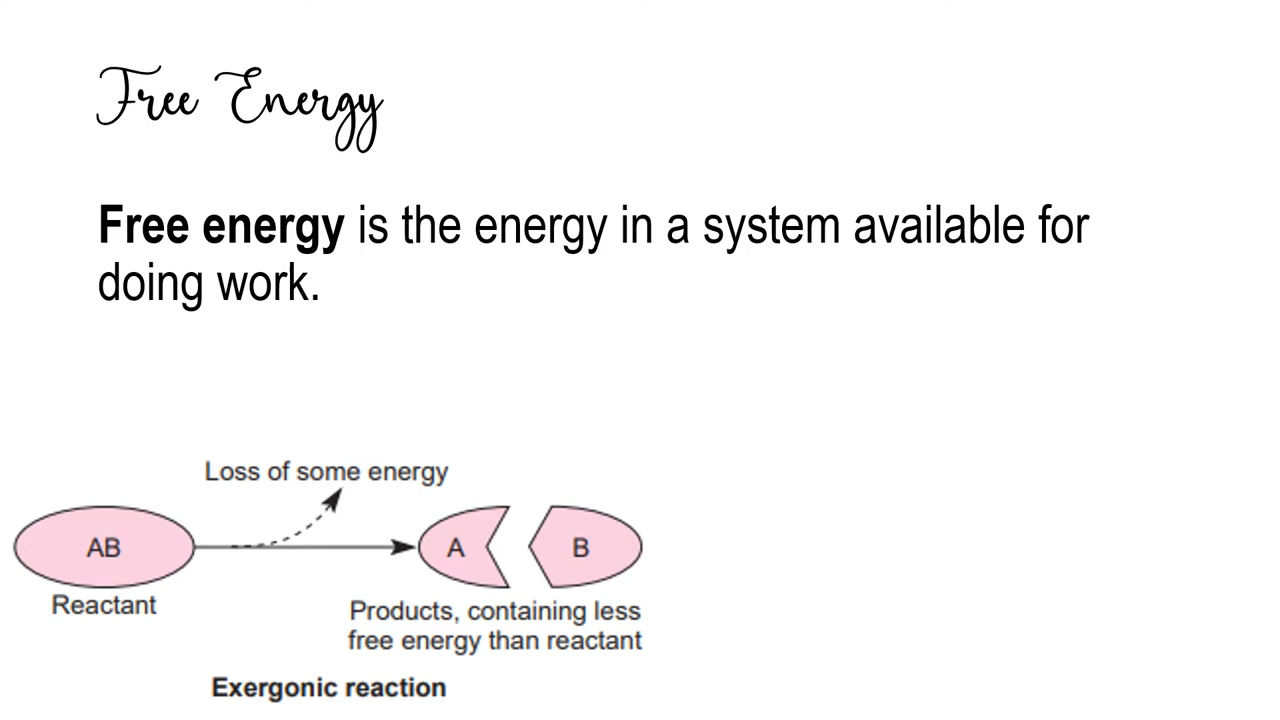 Free Energy
Free energy is the energy in a system available for
doing work.
Loss of some energy
AB
A
B
Reactant
Products, containing less
free energy than reactant
Exergonic reaction